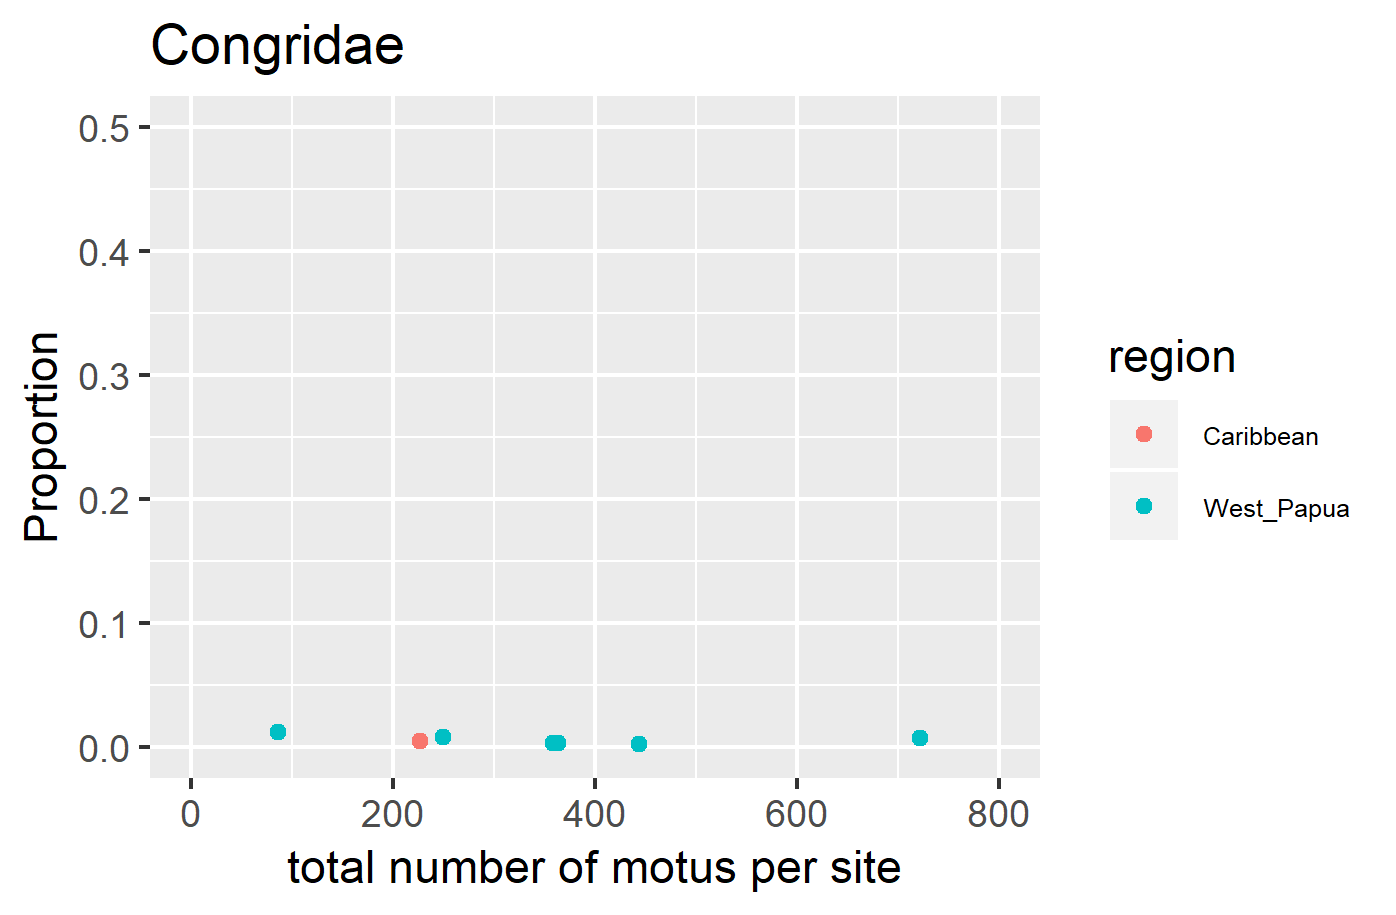 Congridae
0.5
0.4
0.3
0.2
0.1
0.0
Proportion
0 200 400 600 800
total number of motus per site
region
Caribbean
West_Papua